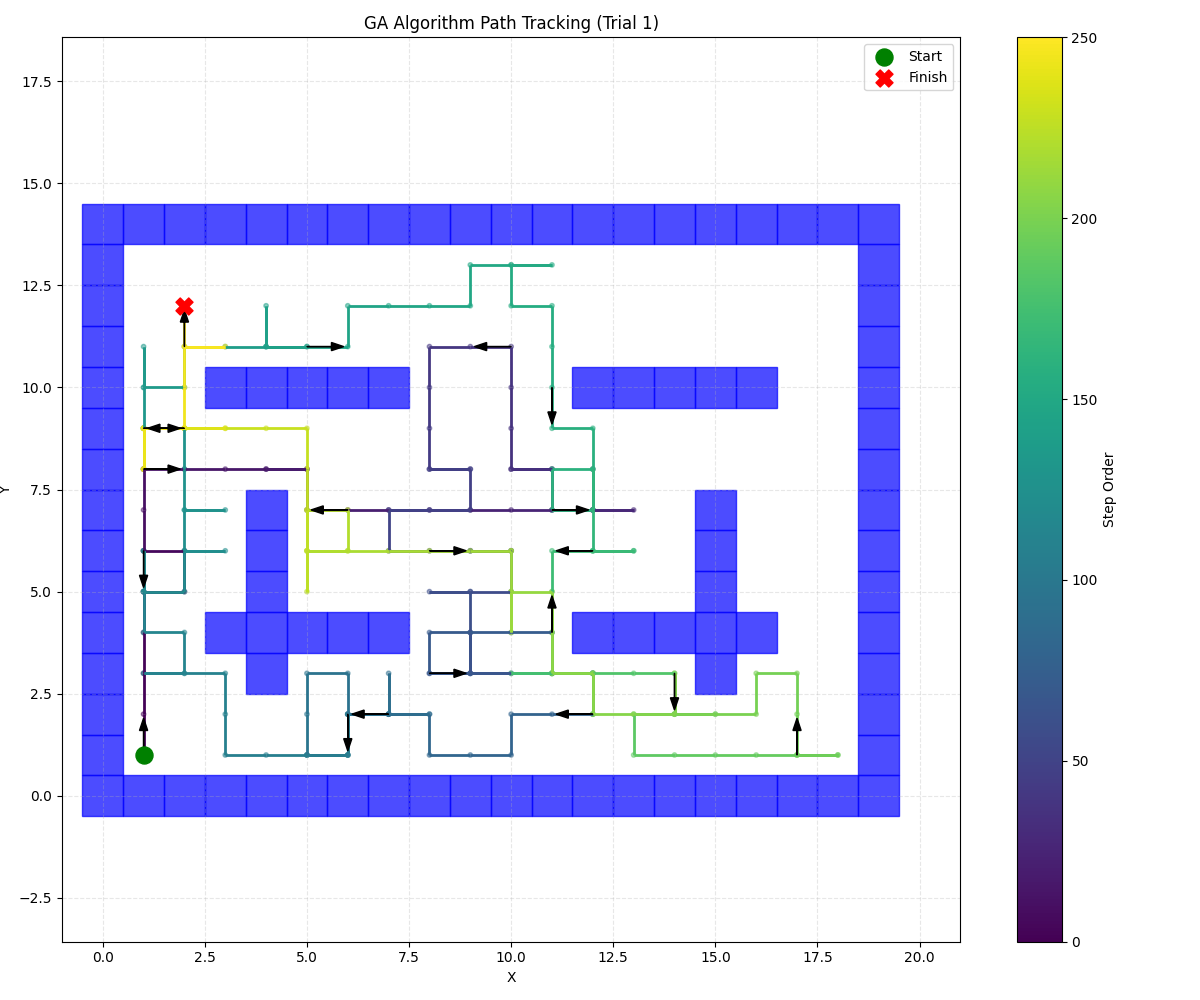 GA Algorithm Path Tracking (Trial 1)
Start
Finish
17.5
15.0
12.5
10.0
7.5
5.0
2.5
0.0
−2.5
Y
0.0 2.5 5.0 7.5 10.0 12.5 15.0 17.5 20.0
X
250
200
150
100
50
0
Step Order